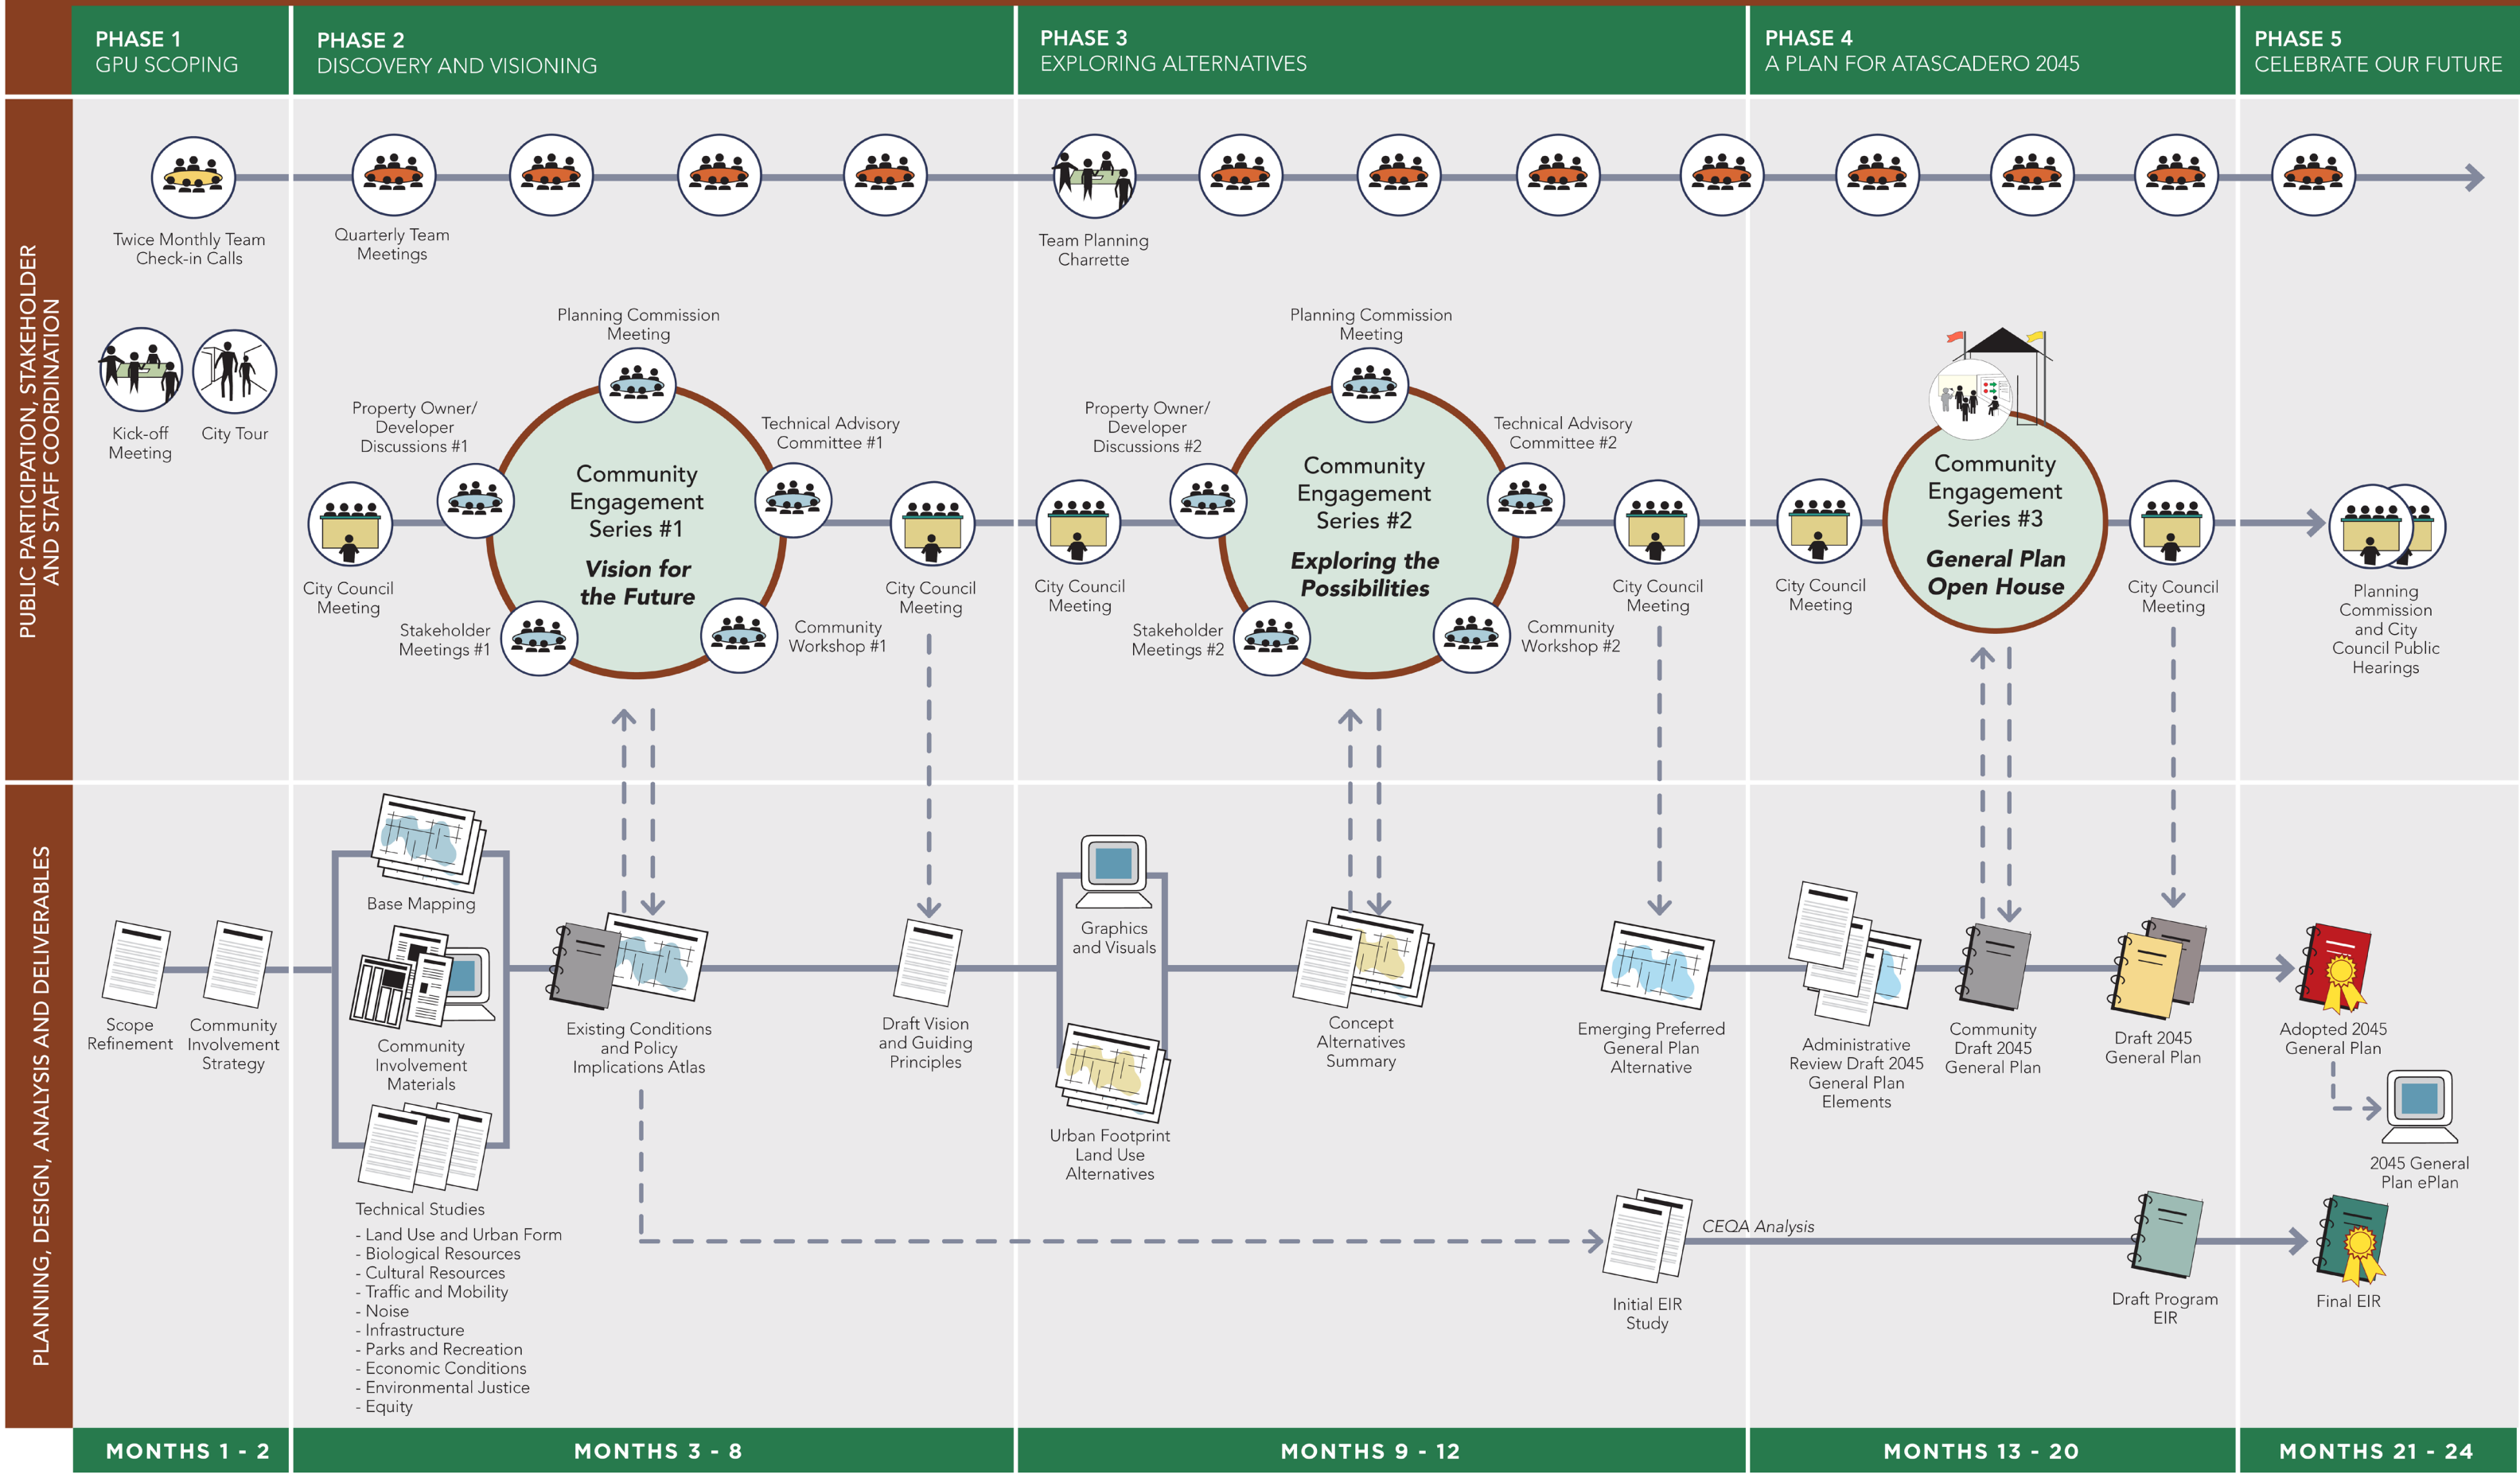 PHASE 1
GPU SCOPING
PHASE 2
DISCOVERY AND VISIONING
PHASE 3
EXPLORING ALTERNATIVES
PHASE 4
A PLAN FOR ATASCADERO 2045
PHASE 5
CELEBRATE OUR FUTURE
PUBLIC PARTICIPATION, STAKEHOLDER
AND STAFF COORDINATION
Twice Monthly Team
Check-in Calls
Quarterly Team
Meetings
Team Planning
Charrette
Kick-off
Meeting
City Tour
City Council
Meeting
Property Owner/
Developer
Discussions #1
Planning Commission
Meeting
Technical Advisory
Committee #1
Stakeholder
Meetings #1
Community
Workshop #1
Community
Engagement
Series #1
Vision for
the Future
City Council
Meeting
City Council
Meeting
Property Owner/
Developer
Discussions #2
Planning Commission
Meeting
Technical Advisory
Committee #2
Stakeholder
Meetings #2
Community
Workshop #2
Community
Engagement
Series #2
Exploring the
Possibilities
City Council
Meeting
City Council
Meeting
Community
Engagement
Series #3
General Plan
Open House
City Council
Meeting
Planning
Commission
and City
Council Public
Hearings
PLANNING, DESIGN, ANALYSIS AND DELIVERABLES
Scope
Refinement
Community
Involvement
Strategy
Base Mapping
Community
Involvement
Materials
Technical Studies
- Land Use and Urban Form
- Biological Resources
- Cultural Resources
- Traffic and Mobility
- Noise
- Infrastructure
- Parks and Recreation
- Economic Conditions
- Environmental Justice
- Equity
Existing Conditions
and Policy
Implications Atlas
Draft Vision
and Guiding
Principles
Graphics
and Visuals
Urban Footprint
Land Use
Alternatives
Concept
Alternatives
Summary
Emerging Preferred
General Plan
Alternative
Initial EIR
Study
CEQA Analysis
Administrative
Review Draft 2045
General Plan
Elements
Community
Draft 2045
General Plan
Draft 2045
General Plan
Draft Program
EIR
Adopted 2045
General Plan
2045 General
Plan ePlan
Final EIR
MONTHS 1 - 2
MONTHS 3 - 8
MONTHS 9 - 12
MONTHS 13 - 20
MONTHS 21 - 24